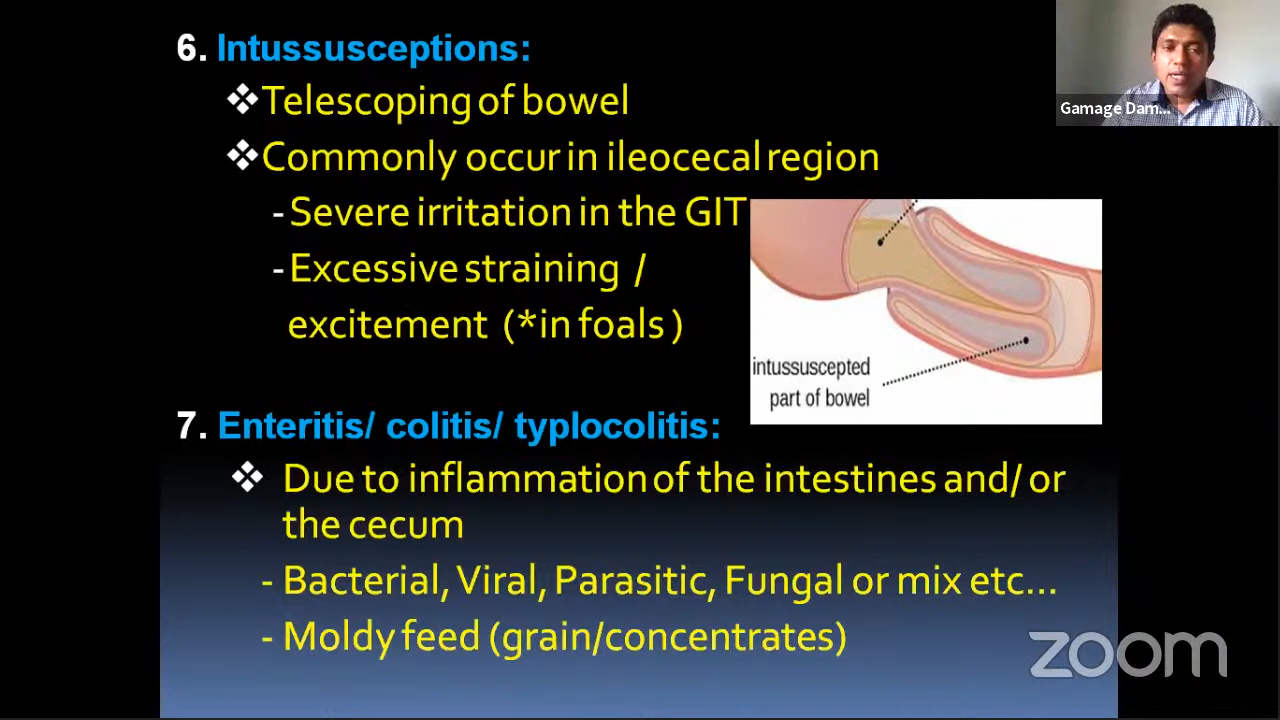 6. Intussusceptions:
❖Telescoping of bowel
❖Commonly occur in ileocecal region
-Severe irritation in the GIT
-Excessive straining /
excitement (*in foals )
intussuscepted
part of bowel
7. Enteritis/ colitis/ typlocolitis:
❖ Due to inflammation of the intestines and/ or
the cecum
- Bacterial, Viral, Parasitic, Fungal or mix etc...
- Moldy feed (grain/concentrates)
Gamage Dam...
zoom